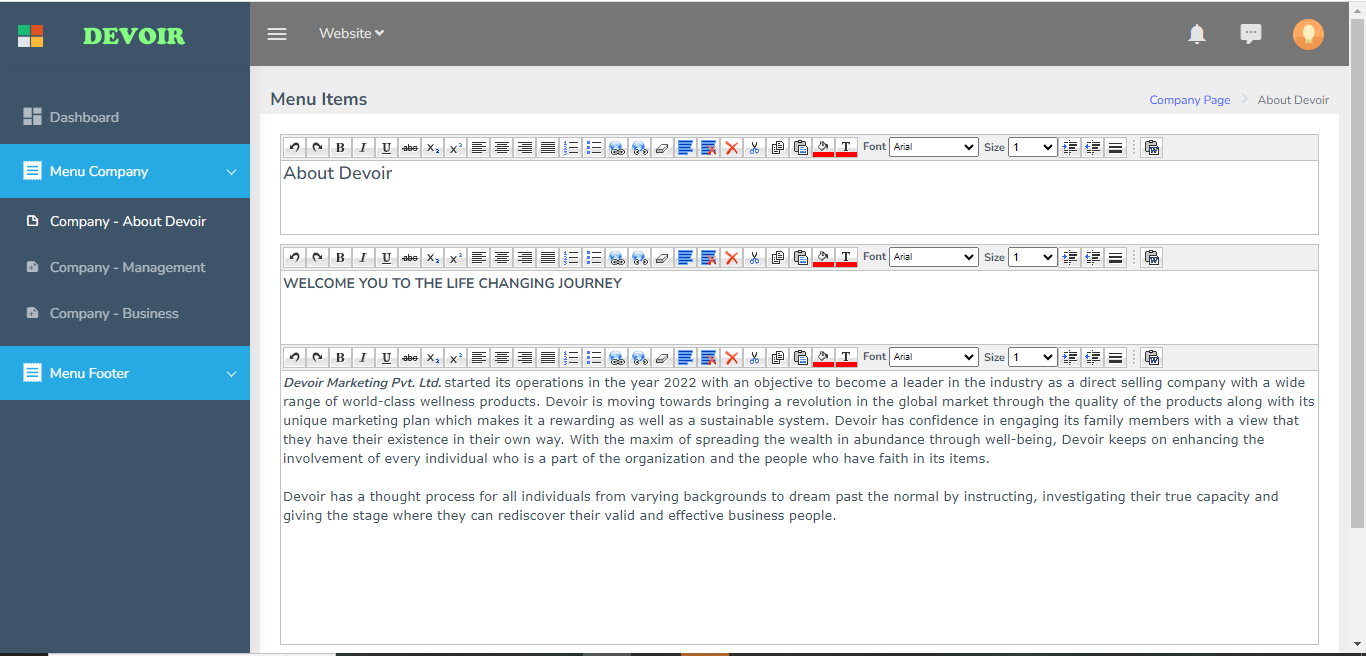 DEVOIR
Website
Dashboard
Menu Company
Company - About Devoir
Company - Management
Company - Business
Menu Footer
Menu Items
Company Page > About Devoir
B I U abc X₂ X² T Font Arial Size 1
About Devoir
B I U abc X₂ X² T Font Arial Size 1
WELCOME YOU TO THE LIFE CHANGING JOURNEY
B I U abc X₂ X² T Font Arial Size 1
Devoir Marketing Pvt. Ltd. started its operations in the year 2022 with an objective to become a leader in the industry as a direct selling company with a wide
range of world-class wellness products. Devoir is moving towards bringing a revolution in the global market through the quality of the products along with its
unique marketing plan which makes it a rewarding as well as a sustainable system. Devoir has confidence in engaging its family members with a view that
they have their existence in their own way. With the maxim of spreading the wealth in abundance through well-being, Devoir keeps on enhancing the
involvement of every individual who is a part of the organization and the people who have faith in its items.
Devoir has a thought process for all individuals from varying backgrounds to dream past the normal by instructing, investigating their true capacity and
giving the stage where they can rediscover their valid and effective business people.